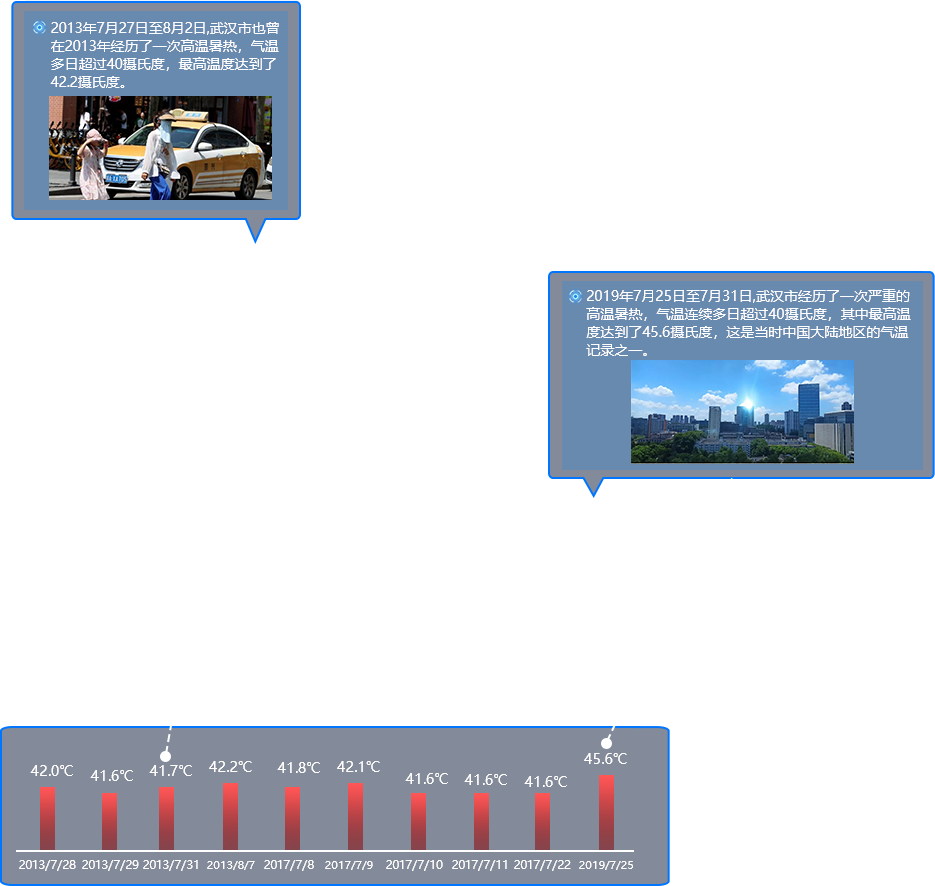 2013年7月27日至8月2日,武汉市也曾
在2013年经历了一次高温暑热，气温
多日超过40摄氏度，最高温度达到了
42.2摄氏度。
2019年7月25日至7月31日,武汉市经历了一次严重的
高温暑热，气温连续多日超过40摄氏度，其中最高温
度达到了45.6摄氏度，这是当时中国大陆地区的气温
记录之一。
42.0℃ 41.6℃ 41.7℃ 42.2℃ 41.8℃ 42.1℃ 41.6℃ 41.6℃ 41.6℃ 45.6℃
2013/7/28 2013/7/29 2013/7/31 2013/8/7 2017/7/8 2017/7/9 2017/7/10 2017/7/11 2017/7/22 2019/7/25